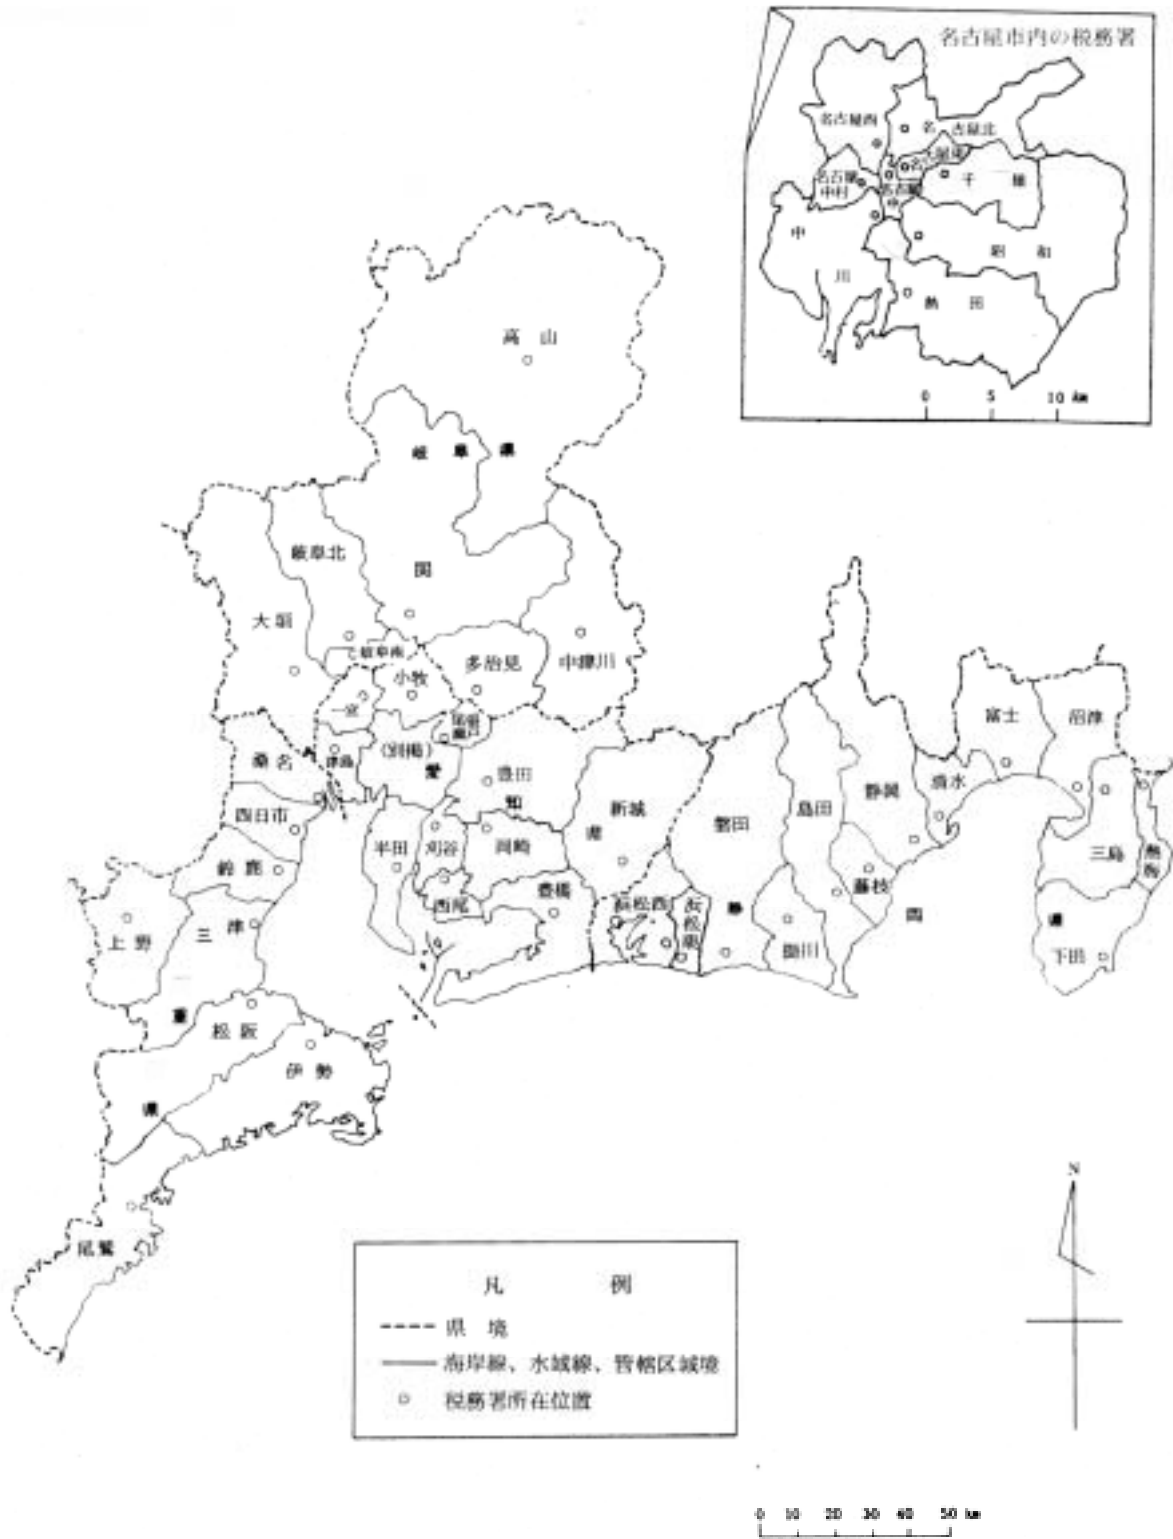 名古屋市内の税務署
名古屋西
名古屋北
名古屋東
名古屋
中村
名古屋
千種
中川
昭和
熱田
0 5 10 km
高山
岐阜県
岐阜北
関
大垣
岐阜南
多治見
中津川
小牧
一宮
尾張
瀬戸
富士
沼津
桑名
津島
(別掲)
愛
豊田
知
新城
県
静岡
清水
四日市
島田
磐田
半田
刈谷
岡崎
三島
熱海
鈴鹿
藤枝
西尾
豊橋
浜松西
浜松東
静
岡
県
上野
三
津
掛川
下田
重
松阪
伊勢
県
尾鷲
N
凡例
県境
海岸線、水域線、管轄区域境
税務署所在位置
0 10 20 30 40 50 km